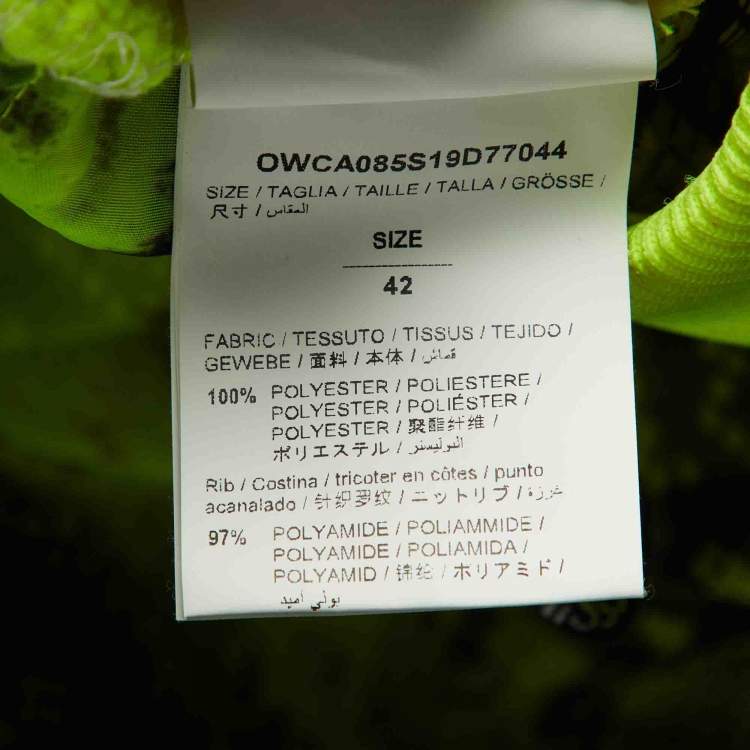 OWCA085S19D77044
SIZE / TAGLIA / TAILLE / TALLA / GRÖSSE /
尺寸 / المقاس
SIZE
42
FABRIC / TESSUTO / TISSUS / TEJIDO /
GEWEBE / 面料 / 本体 / قماش
100% POLYESTER / POLIESTERE /
POLYESTER / POLIÉSTER /
POLYESTER / 聚酯纤维 /
ポリエステル / البوليستر
Rib / Costina / tricoter en côtes / punto
acanalado / 针织罗纹 / ニットリブ / غرزة
97% POLYAMIDE / POLIAMMIDE /
POLYAMIDE / POLIAMIDA /
POLYAMID / 锦纶 / ポリアミド /
بولي أميد